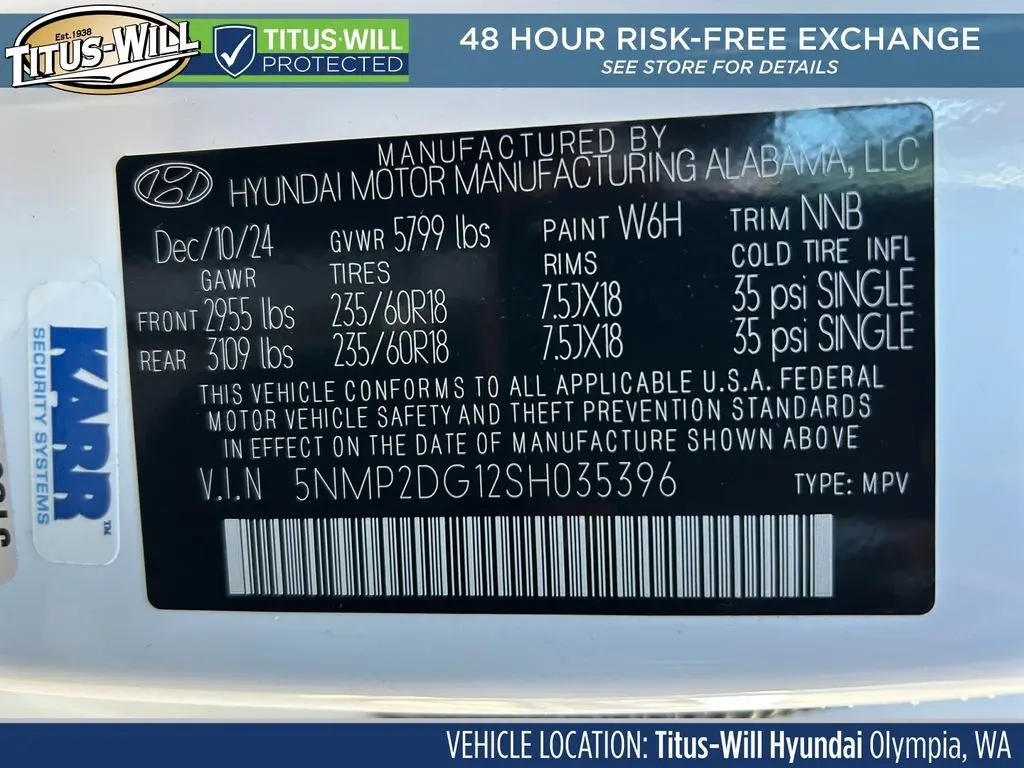 Est.1938
TITUS-WILL
TITUS-WILL
PROTECTED
48 HOUR RISK-FREE EXCHANGE
SEE STORE FOR DETAILS
MANUFACTURED BY
HYUNDAI MOTOR MANUFACTURING ALABAMA, LLC
Dec/10/24 GVWR 5799 lbs PAINT W6H TRIM NNB
GAWR TIRES RIMS COLD TIRE INFL
FRONT 2955 lbs 235/60R18 7.5JX18 35 psi SINGLE
REAR 3109 lbs 235/60R18 7.5JX18 35 psi SINGLE
THIS VEHICLE CONFORMS TO ALL APPLICABLE U.S.A. FEDERAL
MOTOR VEHICLE SAFETY AND THEFT PREVENTION STANDARDS
IN EFFECT ON THE DATE OF MANUFACTURE SHOWN ABOVE
V.I.N 5NMP2DG12SH035396 TYPE: MPV
KARR™
SECURITY SYSTEMS
VEHICLE LOCATION: Titus-Will Hyundai Olympia, WA